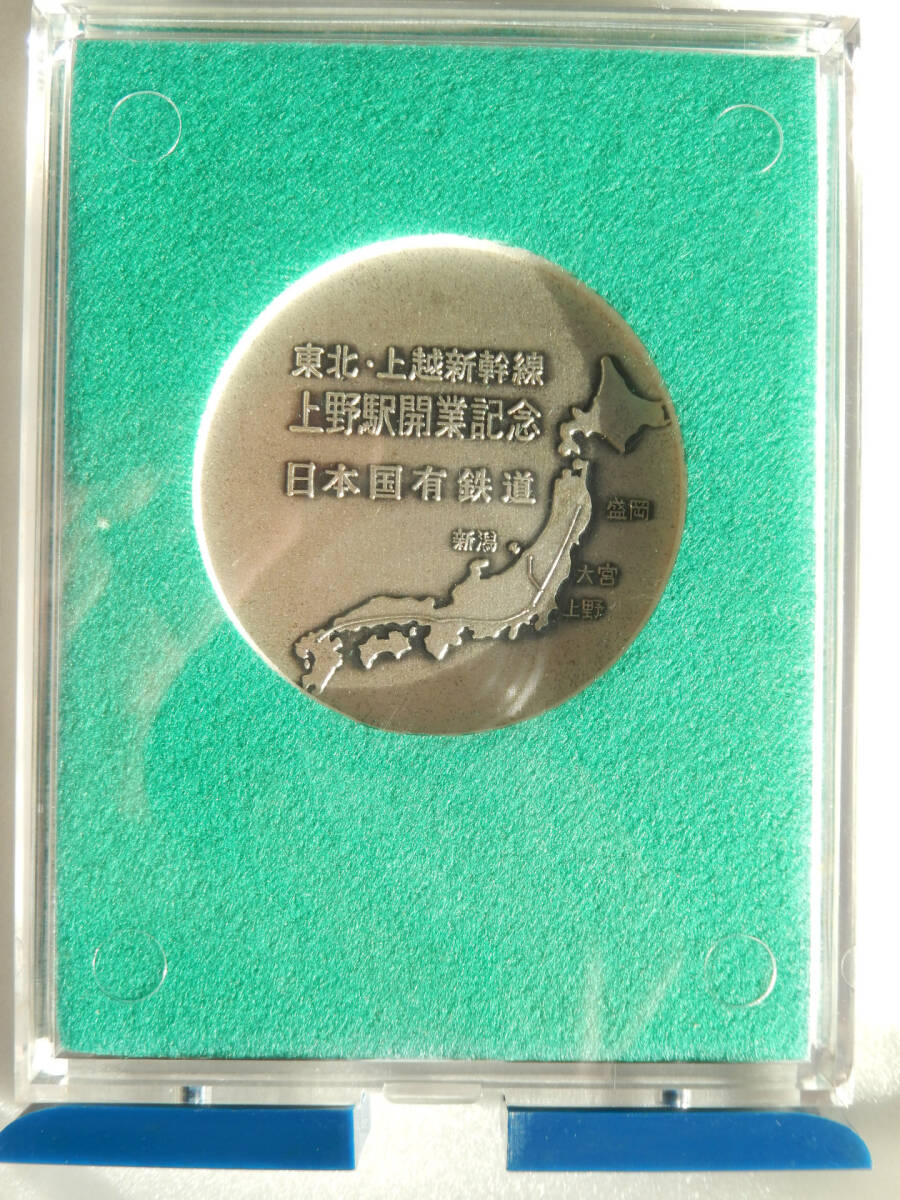 東北・上越新幹線
上野駅開業記念
日本国有鉄道
盛岡
新潟
大宮
上野